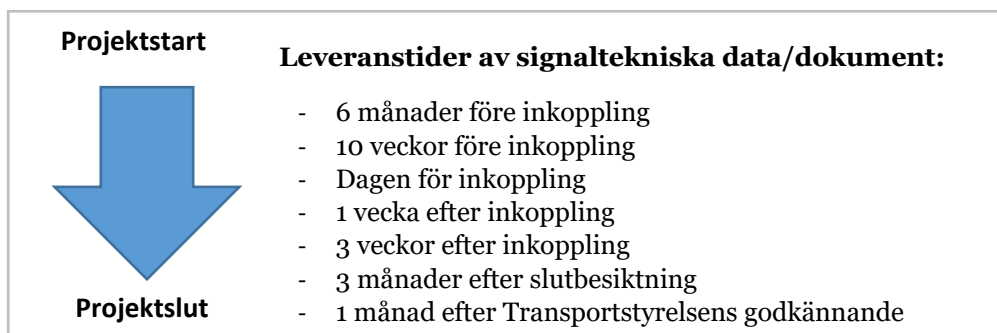 Projektstart
Leveranstider av signaltekniska data/dokument:
- 6 månader före inkoppling
- 10 veckor före inkoppling
- Dagen för inkoppling
- 1 vecka efter inkoppling
- 3 veckor efter inkoppling
- 3 månader efter slutbesiktning
- 1 månad efter Transportstyrelsens godkännande
Projektslut